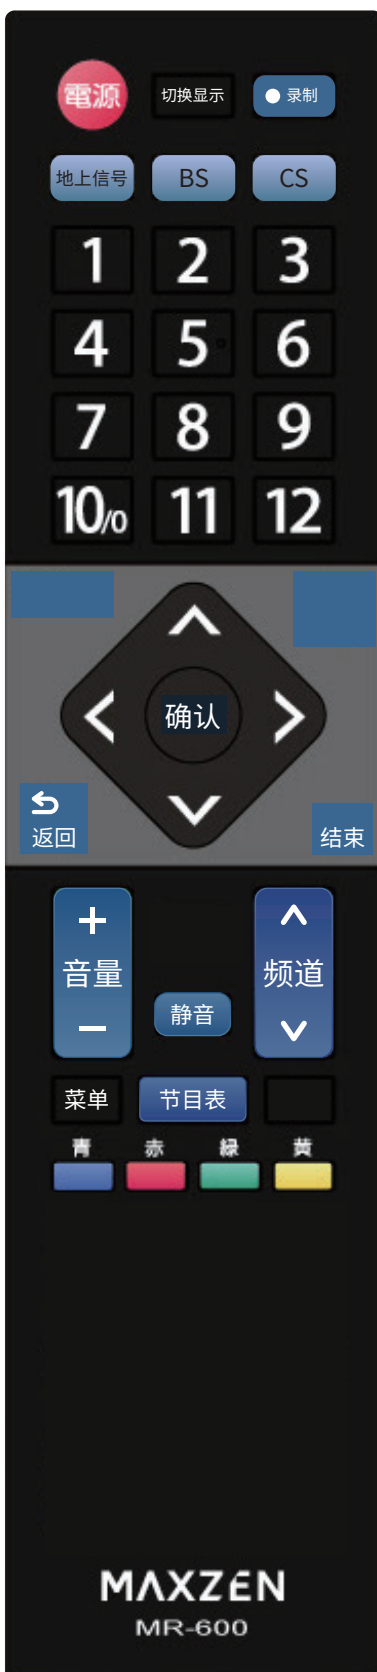 電源 切换显示 录制
地上信号 BS CS
1 2 3
4 5 6
7 8 9
10/0 11 12
确认
返回 结束
+
音量 频道
静音
菜单 节目表
青 赤 緑 黄
MAXZEN
MR-600